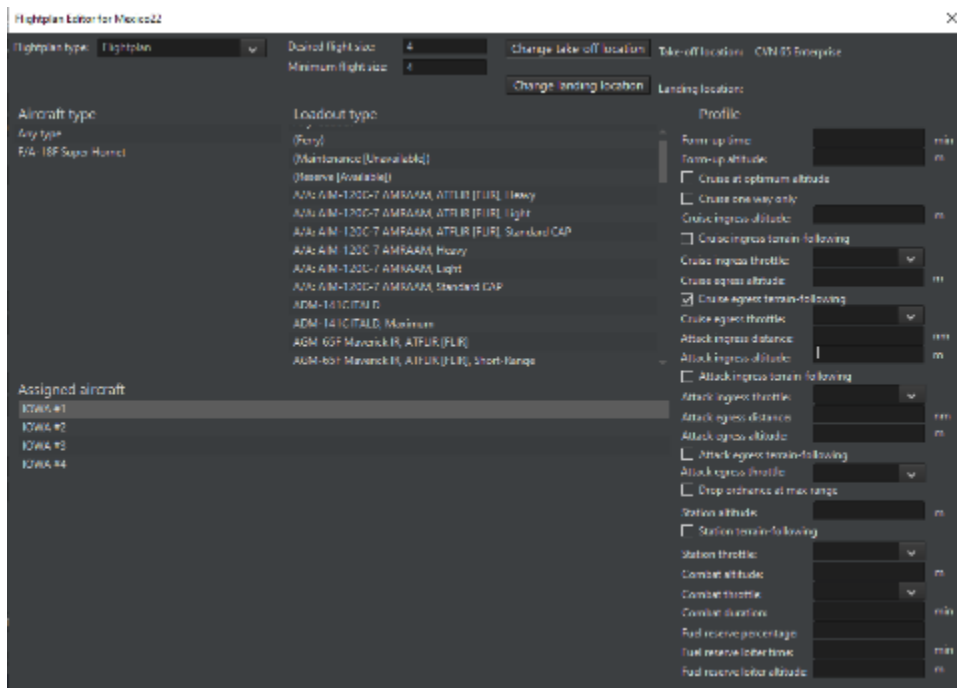 Flightplan Editor for Mexico22
Flightplan type: Flightplan
Desired flight size: 4
Minimum flight size: 4
Change take off location
Take-off location: CVN 65 Enterprise
Change landing location
Landing location:
Aircraft type
Any type
F/A-18F Super Hornet
Loadout type
(Ferry)
(Maintenance [Unavailable])
(Reserve [Available])
A/A: AIM-120C-7 AMRAAM, ATFLIR [FLIR], Heavy
A/A: AIM-120C-7 AMRAAM, ATFLIR [FLIR], Light
A/A: AIM-120C-7 AMRAAM, ATFLIR [FLIR], Standard CAP
A/A: AIM-120C-7 AMRAAM, Heavy
A/A: AIM-120C-7 AMRAAM, Light
A/A: AIM-120C-7 AMRAAM, Standard CAP
ADM-141C ITALD
ADM-141C ITALD, Maximum
AGM-65F Maverick IR, ATFLIR [FLIR]
AGM-65F Maverick IR, ATFLIR [FLIR], Short-Range
Assigned aircraft
IOWA #1
IOWA #2
IOWA #3
IOWA #4
Profile
Form-up time: min
Form-up altitude: m
Cruise at optimum altitude
Cruise one way only
Cruise ingress altitude: m
Cruise ingress terrain-following
Cruise ingress throttle:
Cruise egress altitude: m
Cruise egress terrain-following
Cruise egress throttle:
Attack ingress distance: nm
Attack ingress altitude: m
Attack ingress terrain-following
Attack ingress throttle:
Attack egress distance: nm
Attack egress altitude: m
Attack egress terrain-following
Attack egress throttle:
Drop ordnance at max range
Station altitude: m
Station terrain-following
Station throttle:
Combat altitude: m
Combat throttle:
Combat duration: min
Fuel reserve percentage:
Fuel reserve loiter time: min
Fuel reserve loiter altitude: m